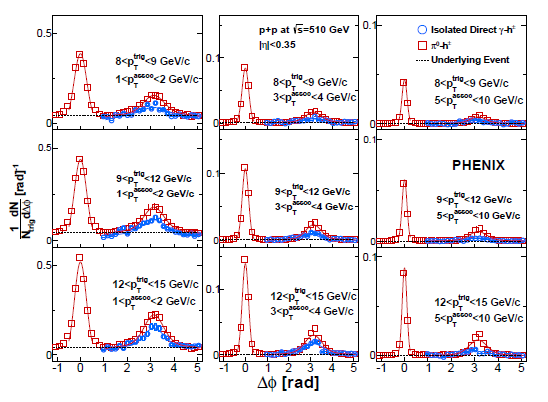 p+p at √s=510 GeV
|η|<0.35
Isolated Direct γ-h±
π⁰-h±
Underlying Event
8<p_T^trig<9 GeV/c
1<p_T^assoc<2 GeV/c
8<p_T^trig<9 GeV/c
3<p_T^assoc<4 GeV/c
8<p_T^trig<9 GeV/c
5<p_T^assoc<10 GeV/c
0.5
0
0.1
0
0.1
0
PHENIX
9<p_T^trig<12 GeV/c
1<p_T^assoc<2 GeV/c
9<p_T^trig<12 GeV/c
3<p_T^assoc<4 GeV/c
9<p_T^trig<12 GeV/c
5<p_T^assoc<10 GeV/c
0.5
0
0.1
0
0.1
0
1/N_trig dN/dΔϕ [rad]⁻¹
12<p_T^trig<15 GeV/c
1<p_T^assoc<2 GeV/c
12<p_T^trig<15 GeV/c
3<p_T^assoc<4 GeV/c
12<p_T^trig<15 GeV/c
5<p_T^assoc<10 GeV/c
0.5
0
0.1
0
0.1
0
-1 0 1 2 3 4 5
-1 0 1 2 3 4 5
-1 0 1 2 3 4 5
Δϕ [rad]